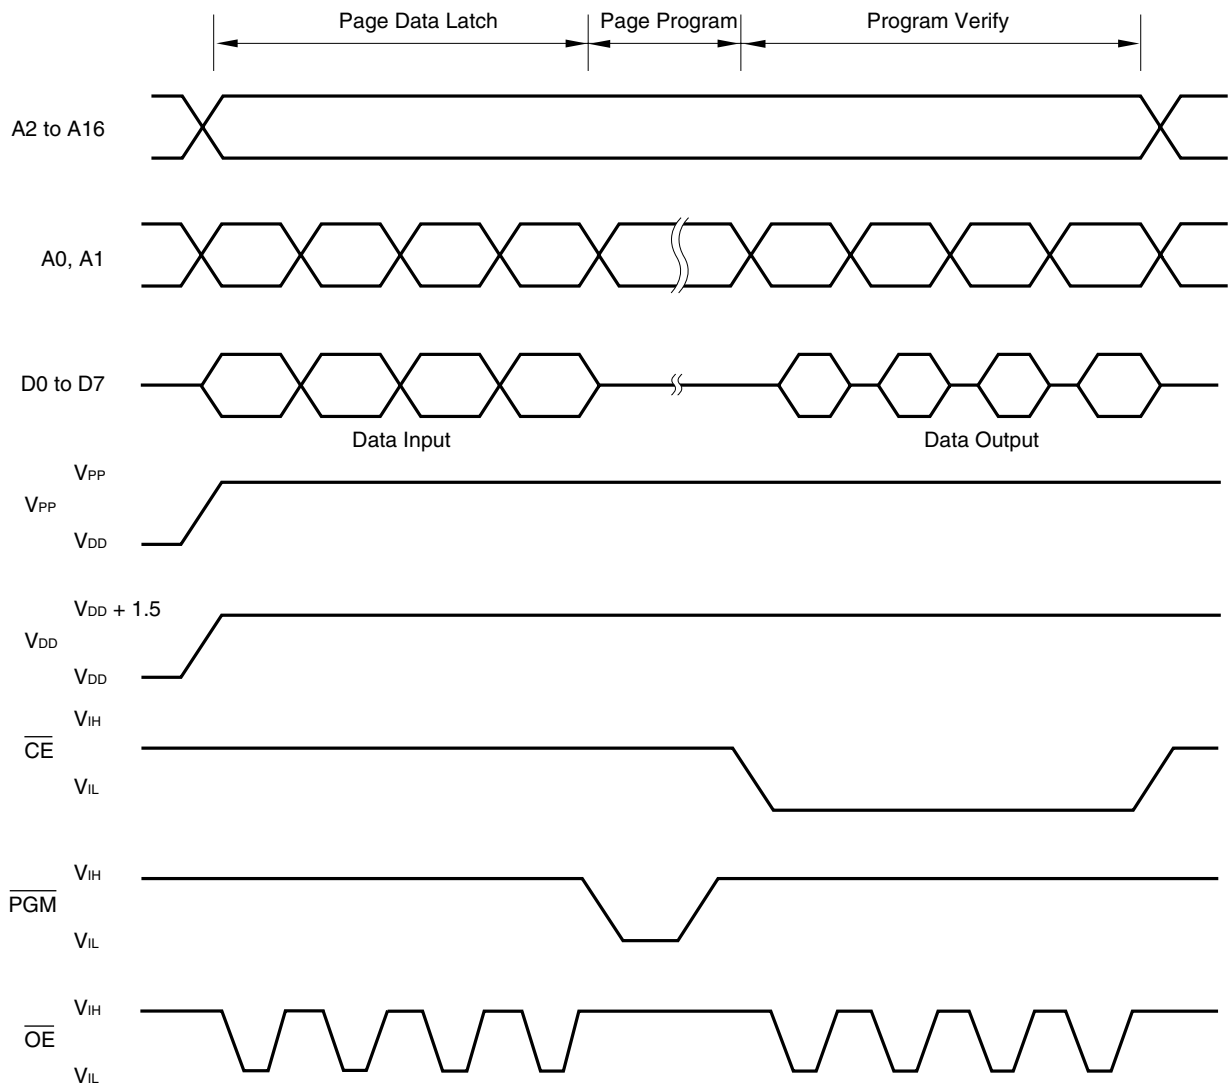 Page Data Latch
Page Program
Program Verify
A2 to A16
A0, A1
D0 to D7
Data Input
Data Output
VPP
VPP
VDD
VDD + 1.5
VDD
VDD
VIH
CE
VIL
VIH
PGM
VIL
VIH
OE
VIL